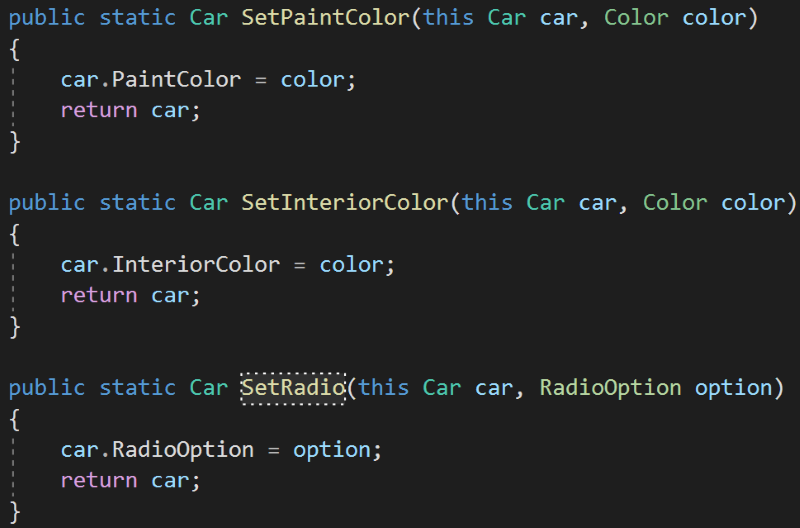 public static Car SetPaintColor(this Car car, Color color)
{
    car.PaintColor = color;
    return car;
}

public static Car SetInteriorColor(this Car car, Color color)
{
    car.InteriorColor = color;
    return car;
}

public static Car SetRadio(this Car car, RadioOption option)
{
    car.RadioOption = option;
    return car;
}